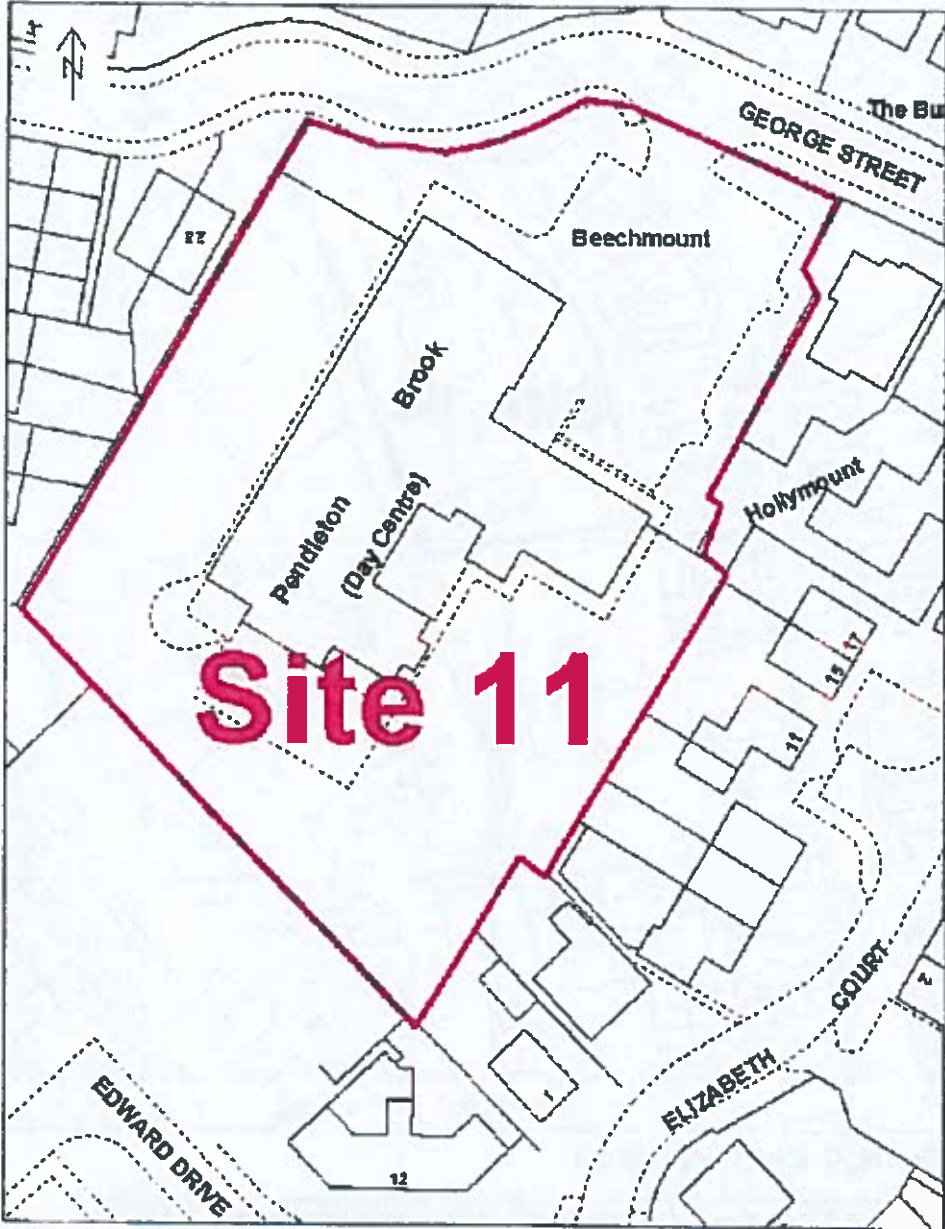 N
GEORGE STREET
The Bu
22
Beechmount
Brook
Pendleton
(Day Centre)
Hollymount
Site 11
17
15
11
COURT
2
ELIZABETH
1
EDWARD DRIVE
12